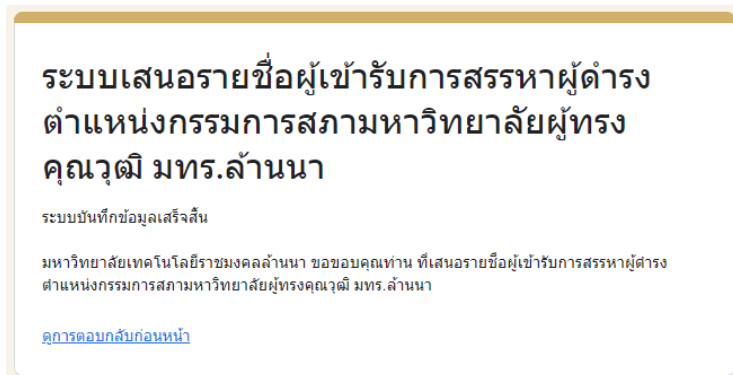 ระบบเสนอรายชื่อผู้เข้ารับการสรรหาผู้ดำรง
ตำแหน่งกรรมการสภามหาวิทยาลัยผู้ทรง
คุณวุฒิ มทร.ล้านนา
ระบบบันทึกข้อมูลเสร็จสิ้น
มหาวิทยาลัยเทคโนโลยีราชมงคลล้านนา ขอขอบคุณท่าน ที่เสนอรายชื่อผู้เข้ารับการสรรหาผู้ดำรง
ตำแหน่งกรรมการสภามหาวิทยาลัยผู้ทรงคุณวุฒิ มทร.ล้านนา
ดูการตอบกลับก่อนหน้า